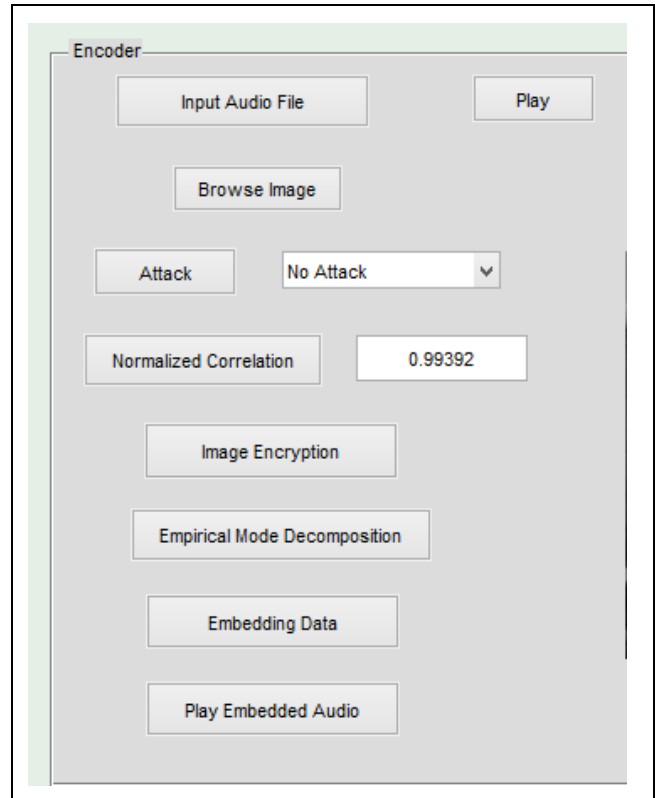 Encoder
Input Audio File
Play
Browse Image
Attack
No Attack
Normalized Correlation
0.99392
Image Encryption
Empirical Mode Decomposition
Embedding Data
Play Embedded Audio